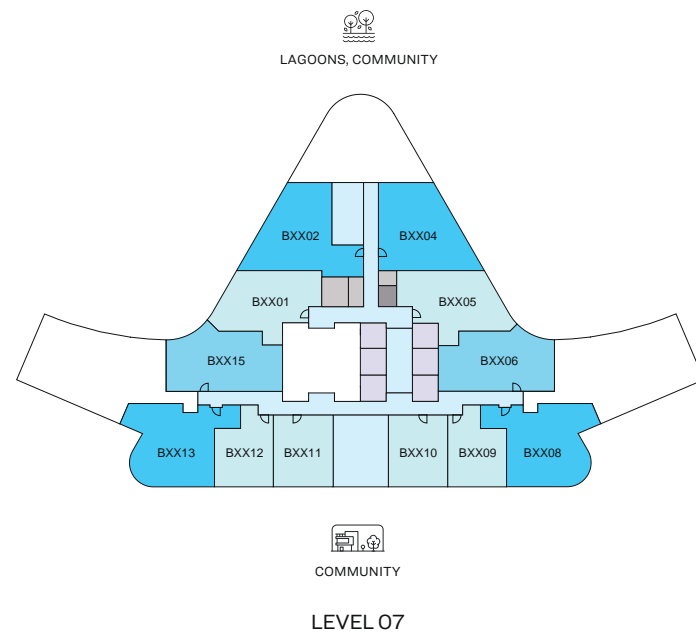 LAGOONS, COMMUNITY
BXX02
BXX04
BXX01
BXX05
BXX15
BXX06
BXX13
BXX12
BXX11
BXX10
BXX09
BXX08
COMMUNITY
LEVEL 07